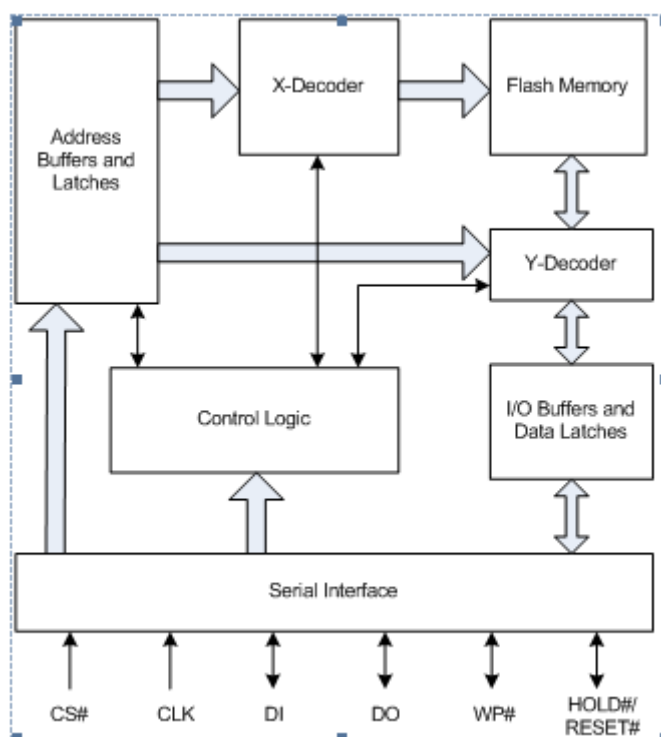 Address
Buffers and
Latches
X-Decoder
Flash Memory
Y-Decoder
Control Logic
I/O Buffers and
Data Latches
Serial Interface
CS#
CLK
DI
DO
WP#
HOLD#/
RESET#